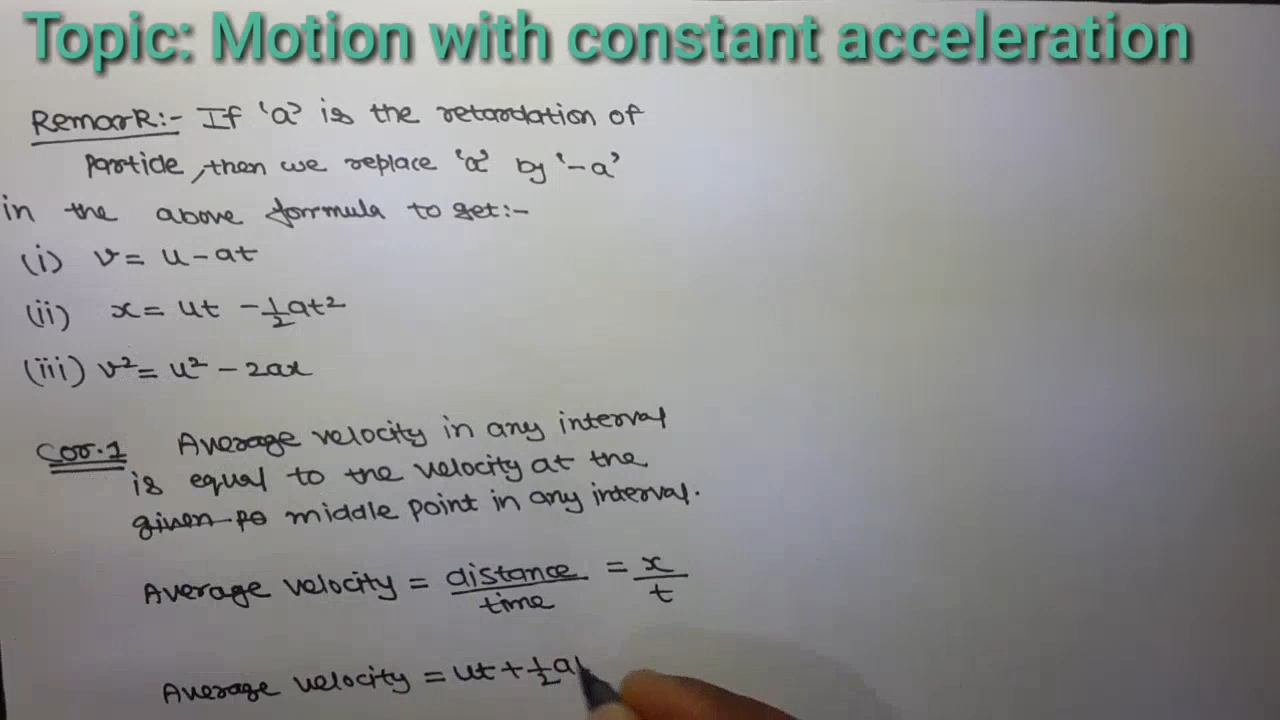 Topic: Motion with constant acceleration
Remark:- If 'a' is the retardation of
particle, then we replace 'a' by '-a'
in the above formula to get:-
(i) v = u - at
(ii) x = ut - 1/2 at²
(iii) v² = u² - 2ax
Cor.1 Average velocity in any interval
is equal to the velocity at the
given po middle point in any interval.
Average velocity = distance/time = x/t
Average velocity = ut + 1/2 a